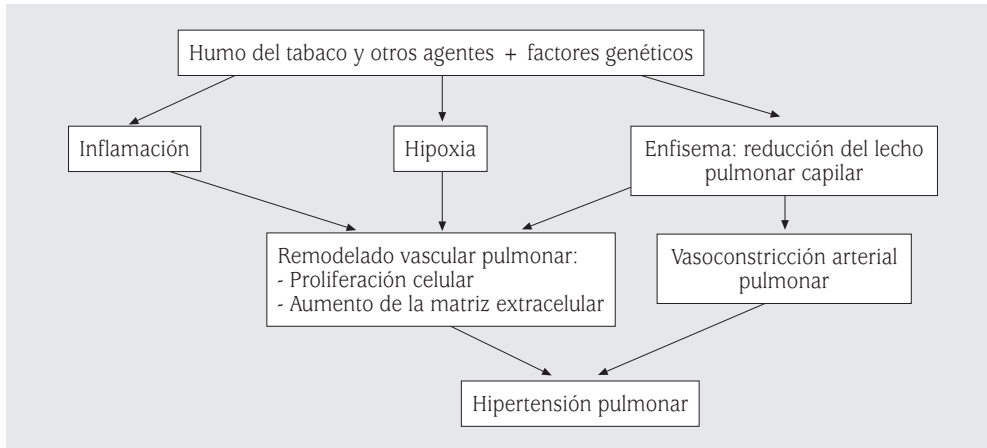 Humo del tabaco y otros agentes + factores genéticos
Inflamación
Hipoxia
Enfisema: reducción del lecho
pulmonar capilar
Remodelado vascular pulmonar:
- Proliferación celular
- Aumento de la matriz extracelular
Vasoconstricción arterial
pulmonar
Hipertensión pulmonar